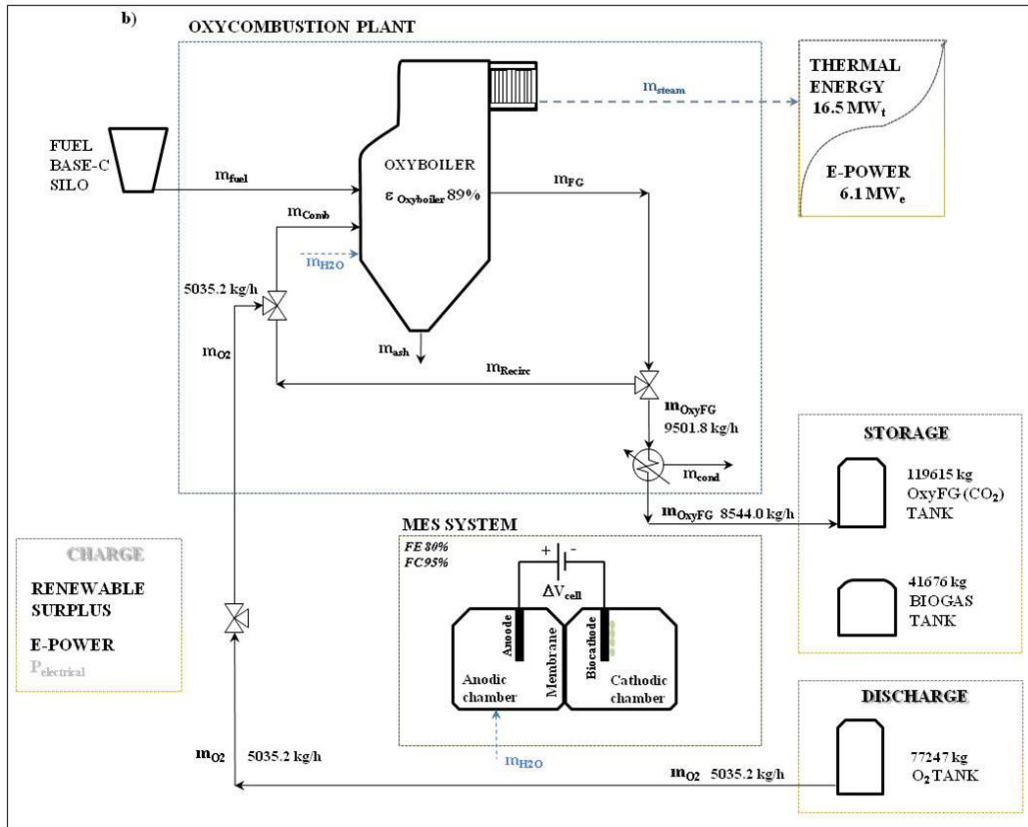 b)
OXYCOMBUSTION PLANT
THERMAL
ENERGY
16.5 MWt
E-POWER
6.1 MWe
msteam
FUEL
BASE-C
SILO
mfuel
OXYBOILER
ε Oxyboiler 89%
mFG
mComb
mH2O
5035.2 kg/h
mO2
mash
mRecirc
mOxyFG
9501.8 kg/h
mcond
mOxyFG 8544.0 kg/h
STORAGE
119615 kg
OxyFG (CO2)
TANK
41676 kg
BIOGAS
TANK
MES SYSTEM
FE 80%
FC 95%
+ -
ΔVcell
Anoode
Membrane
Biocathode
Anodic
chamber
Cathodic
chamber
mH2O
CHARGE
RENEWABLE
SURPLUS
E-POWER
Pelectrical
DISCHARGE
77247 kg
O2 TANK
mO2 5035.2 kg/h
mO2 5035.2 kg/h